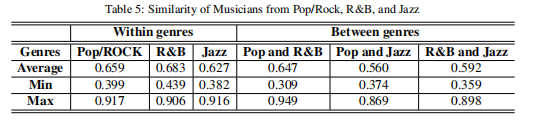 Table 5: Similarity of Musicians from Pop/Rock, R&B, and Jazz
Within genres Between genres
Genres Pop/ROCK R&B Jazz Pop and R&B Pop and Jazz R&B and Jazz
Average 0.659 0.683 0.627 0.647 0.560 0.592
Min 0.399 0.439 0.382 0.309 0.374 0.359
Max 0.917 0.906 0.916 0.949 0.869 0.898